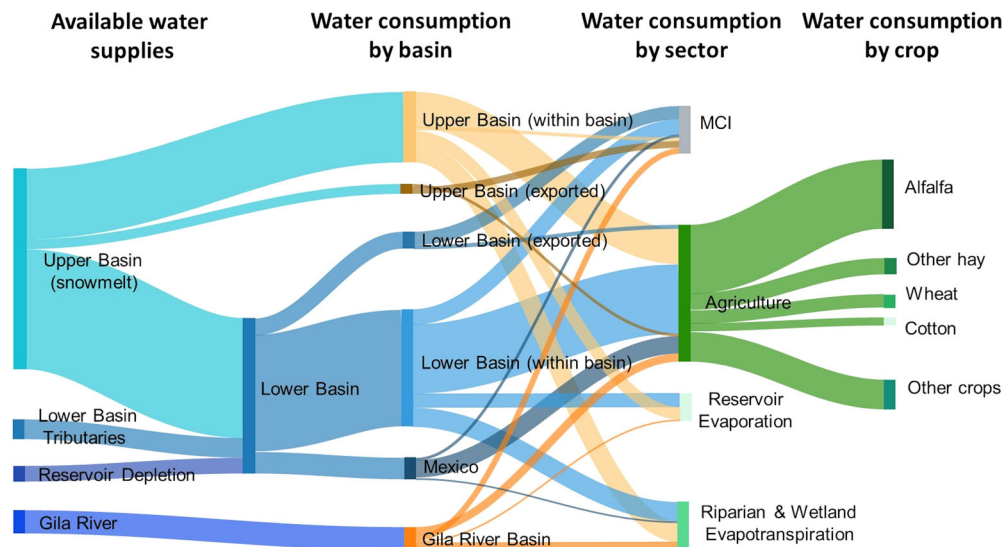 Available water
supplies
Water consumption
by basin
Water consumption
by sector
Water consumption
by crop
Upper Basin (within basin)
MCI
Alfalfa
Upper Basin (exported)
Lower Basin (exported)
Upper Basin
(snowmelt)
Other hay
Agriculture
Wheat
Cotton
Lower Basin (within basin)
Lower Basin
Other crops
Reservoir
Evaporation
Lower Basin
Tributaries
Reservoir Depletion
Mexico
Gila River
Gila River Basin
Riparian & Wetland
Evapotranspiration